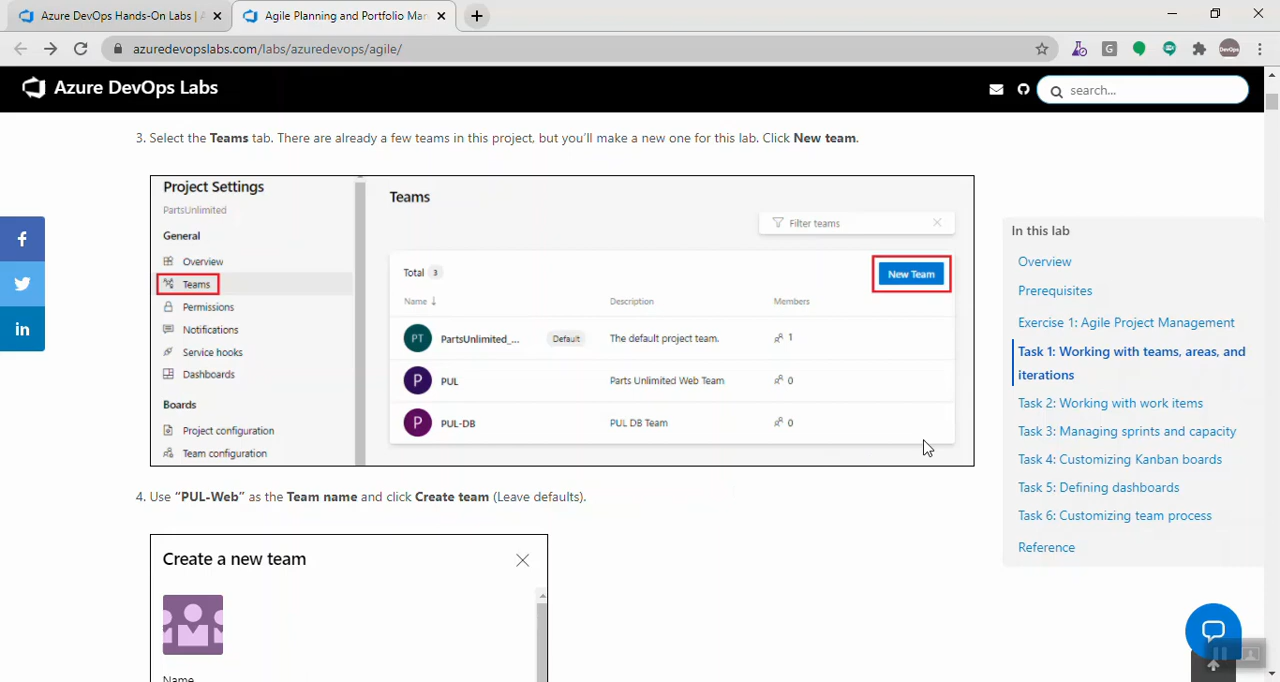 Azure DevOps Hands-On Labs | A
Agile Planning and Portfolio Man
azuredevopslabs.com/labs/azuredevops/agile/
G
DevOps
Azure DevOps Labs
search...
3. Select the Teams tab. There are already a few teams in this project, but you'll make a new one for this lab. Click New team.
Project Settings
PartsUnlimited
General
Overview
Teams
Permissions
Notifications
Service hooks
Dashboards
Boards
Project configuration
Team configuration
Teams
Filter teams
Total 3
New Team
Name ↓ Description Members
PT PartsUnlimited_... Default The default project team. 1
P PUL Parts Unlimited Web Team 0
P PUL-DB PUL DB Team 0
4. Use “PUL-Web” as the Team name and click Create team (Leave defaults).
Create a new team
Name
f
in
In this lab
Overview
Prerequisites
Exercise 1: Agile Project Management
Task 1: Working with teams, areas, and
iterations
Task 2: Working with work items
Task 3: Managing sprints and capacity
Task 4: Customizing Kanban boards
Task 5: Defining dashboards
Task 6: Customizing team process
Reference